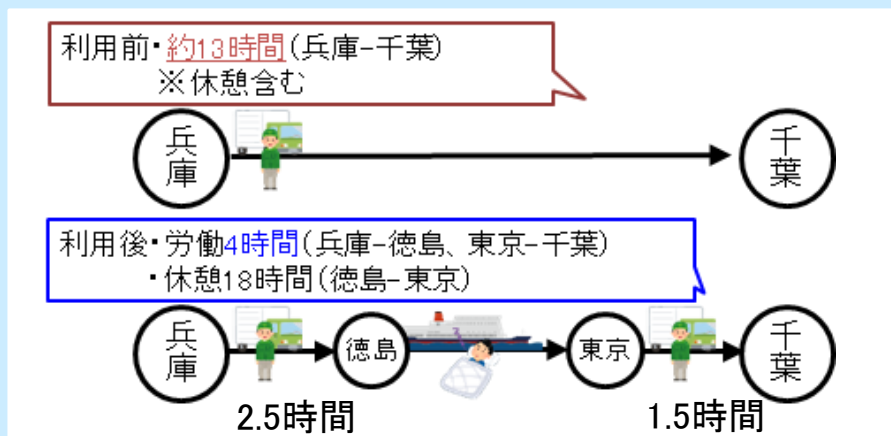 利用前・約13時間(兵庫-千葉)
※休憩含む
兵庫
千葉
利用後・労働4時間(兵庫-徳島、東京-千葉)
・休憩18時間(徳島-東京)
兵庫
徳島
東京
千葉
2.5時間
1.5時間